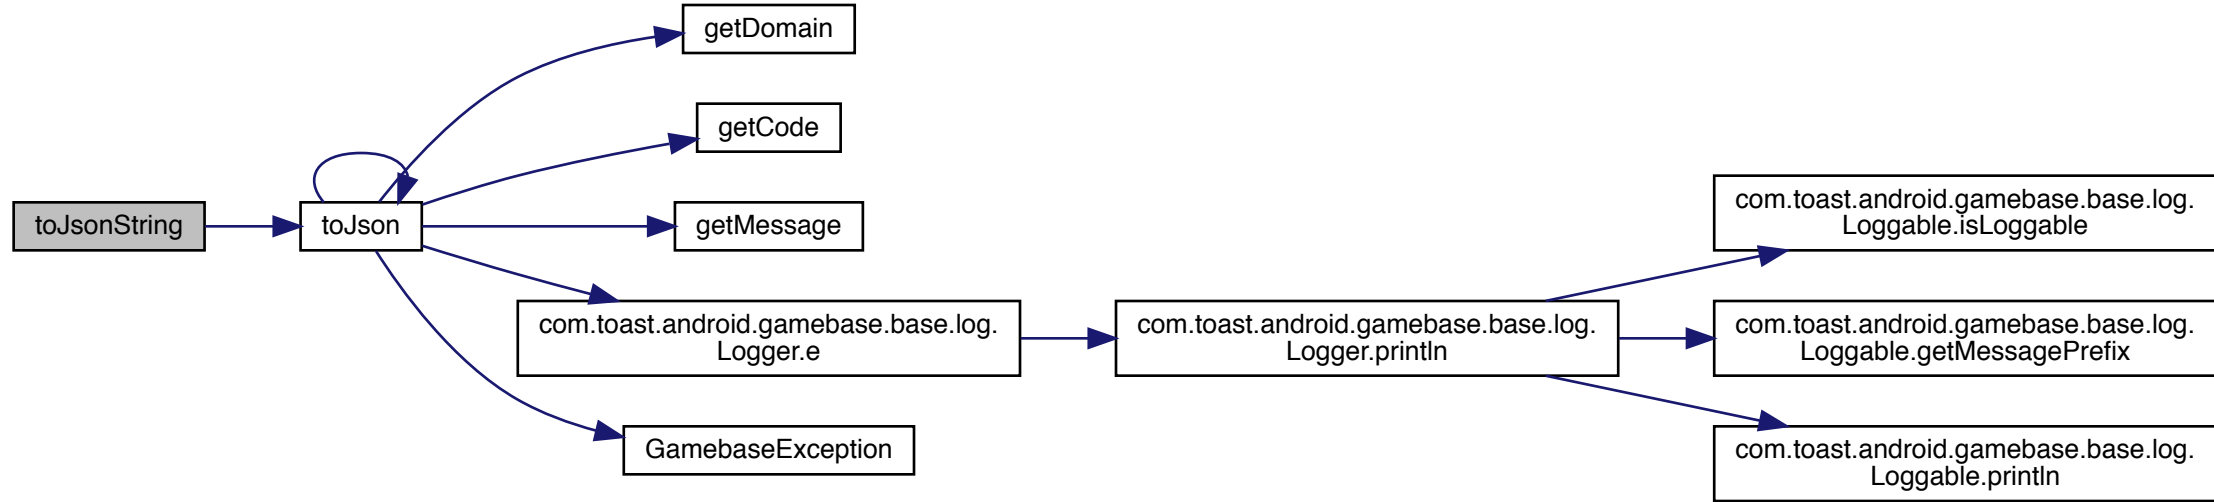 getDomain
getCode
toJsonString
toJson
getMessage
com.toast.android.gamebase.base.log.
Logger.e
com.toast.android.gamebase.base.log.
Logger.println
com.toast.android.gamebase.base.log.
Loggable.isLoggable
com.toast.android.gamebase.base.log.
Loggable.getMessagePrefix
com.toast.android.gamebase.base.log.
Loggable.println
GamebaseException